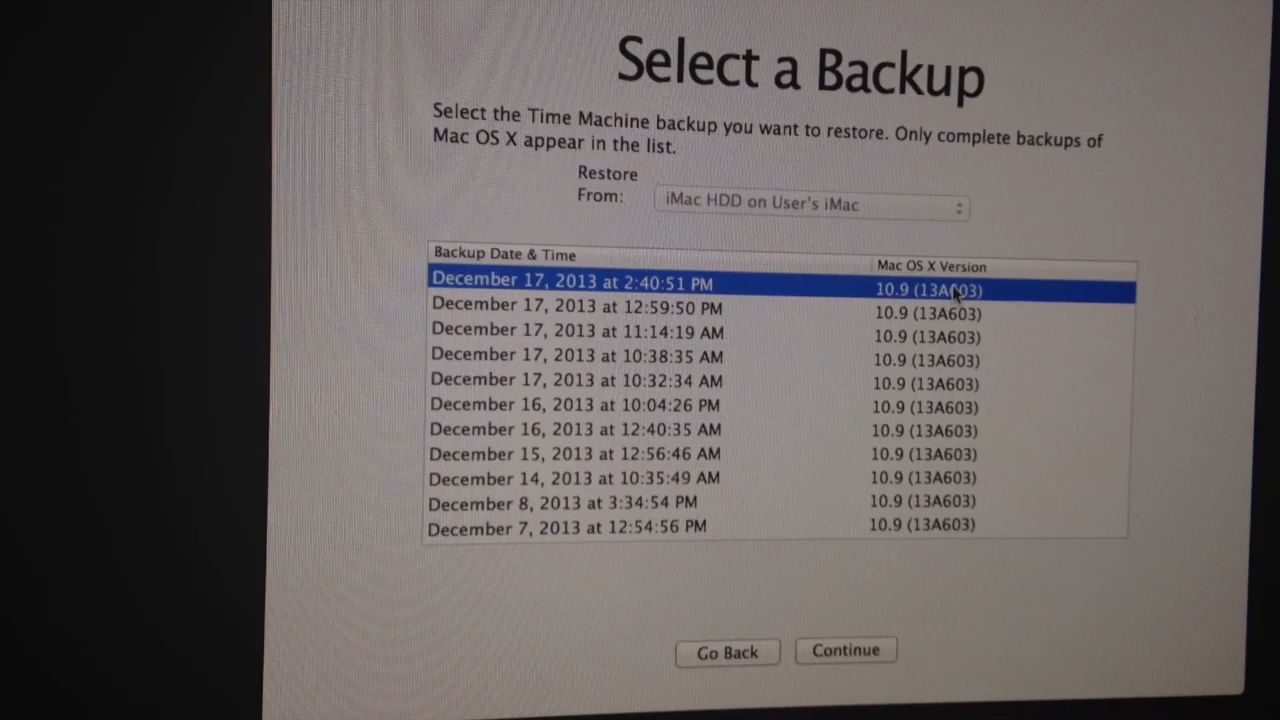 Select a Backup
Select the Time Machine backup you want to restore. Only complete backups of
Mac OS X appear in the list.
Restore
From: iMac HDD on User's iMac
Backup Date & Time Mac OS X Version
December 17, 2013 at 2:40:51 PM 10.9 (13A603)
December 17, 2013 at 12:59:50 PM 10.9 (13A603)
December 17, 2013 at 11:14:19 AM 10.9 (13A603)
December 17, 2013 at 10:38:35 AM 10.9 (13A603)
December 17, 2013 at 10:32:34 AM 10.9 (13A603)
December 16, 2013 at 10:04:26 PM 10.9 (13A603)
December 16, 2013 at 12:40:35 AM 10.9 (13A603)
December 15, 2013 at 12:56:46 AM 10.9 (13A603)
December 14, 2013 at 10:35:49 AM 10.9 (13A603)
December 8, 2013 at 3:34:54 PM 10.9 (13A603)
December 7, 2013 at 12:54:56 PM 10.9 (13A603)
Go Back Continue